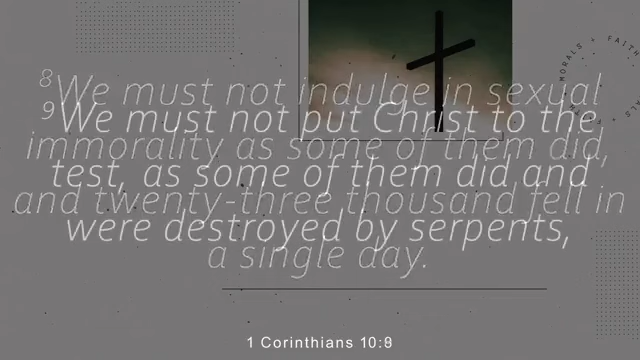 8We must not indulge in sexual
9We must not put Christ to the
immorality as some of them did,
test, as some of them did and
and twenty-three thousand fell in
were destroyed by serpents,
a single day.
1 Corinthians 10:
MORALS + FAITH +